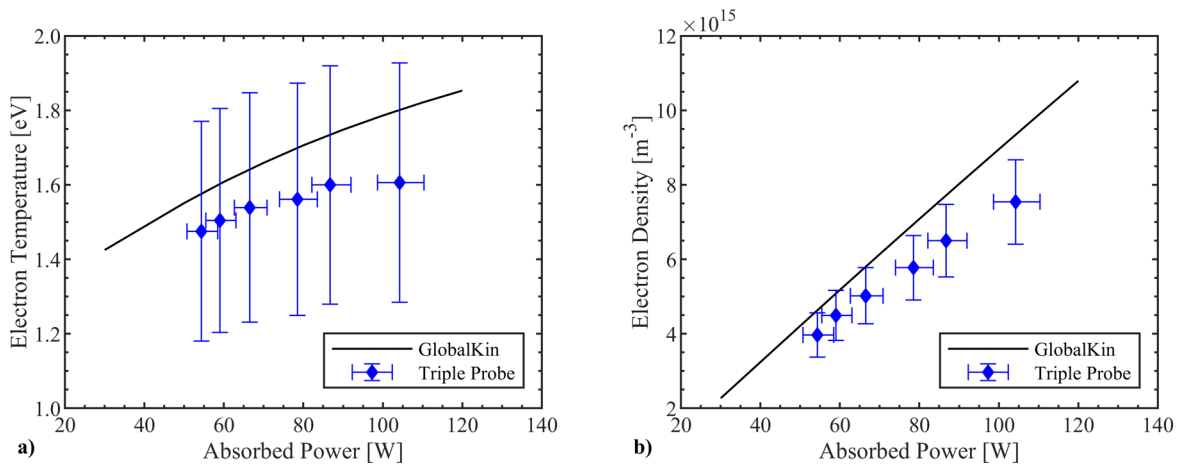 2.0
1.8
1.6
1.4
1.2
1.0
Electron Temperature [eV]
20 40 60 80 100 120 140
Absorbed Power [W]
GlobalKin
Triple Probe
a)
×10¹⁵
12
10
8
6
4
2
Electron Density [m⁻³]
20 40 60 80 100 120 140
Absorbed Power [W]
GlobalKin
Triple Probe
b)